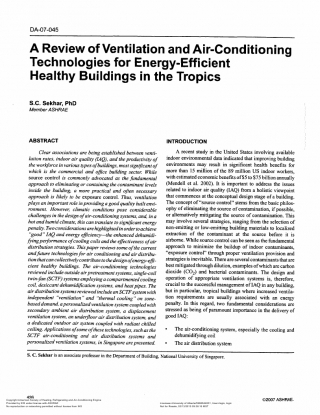 DA-07-045
A Review of Ventilation and Air-Conditioning
Technologies for Energy-Efficient
Healthy Buildings in the Tropics
S.C. Sekhar, PhD
Member ASHRAE
ABSTRACT
Clear associations are being established between venti-
lation rates, indoor air quality (IAQ), and the productivity of
the workforce in various types of buildings, most significant of
which is the commercial and office building sector. While
source control is commonly advocated as the fundamental
approach to eliminating or containing the contaminant levels
inside the building, a more practical and often necessary
approach is likely to be exposure control. Thus, ventilation
plays an important role in providing a good quality built envi-
ronment. However, climatic conditions pose considerable
challenges in the design of air-conditioning systems, and, in a
hot and humid climate, this can translate to significant energy
penalty. Two considerations are highlighted in order to achieve
"good" IAQ and energy efficiency—the enhanced dehumidi-
fying performance of cooling coils and the effectiveness of air
distribution strategies. This paper reviews some of the current
and future technologies for air conditioning and air distribu-
tion that can collectively contribute to the design of energy-effi-
cient healthy buildings. The air-conditioning technologies
reviewed include outside air pretreatment systems, single-coil
twin-fan (SCTF) systems employing a compartmented cooling
coil, desiccant dehumidification systems, and heat pipes. The
air distribution systems reviewed include an SCTF system with
independent "ventilation" and "thermal cooling" on zone-
based demand, a personalized ventilation system coupled with
secondary ambient air distribution system, a displacement
ventilation system, an underfloor air distribution system, and
a dedicated outdoor air system coupled with radiant chilled
ceiling. Applications of some of these technologies, such as the
SCTF air-conditioning and air distribution systems and
personalized ventilation systems, in Singapore are presented.
INTRODUCTION
A recent study in the United States involving available
indoor environmental data indicated that improving building
environments may result in significant health benefits for
more than 15 million of the 89 million US indoor workers,
with estimated economic benefits of $5 to $75 billion annually
(Mendell et al. 2002). It is important to address the issues
related to indoor air quality (IAQ) from a holistic viewpoint
that commences at the conceptual design stage of a building.
The concept of "source control" stems from the basic philos-
ophy of eliminating the source of contamination, if possible,
or alternatively mitigating the source of contamination. This
may involve several strategies, ranging from the selection of
non-emitting or low-emitting building materials to localized
extraction of the contaminant at the source before it is
airborne. While source control can be seen as the fundamental
approach to minimize the buildup of indoor contaminants,
"exposure control" through proper ventilation provision and
strategies is inevitable. There are several contaminants that are
best mitigated through dilution, examples of which are carbon
dioxide (CO2) and bacterial contaminants. The design and
operation of appropriate ventilation systems is, therefore,
crucial to the successful management of IAQ in any building,
but in particular, tropical buildings where increased ventila-
tion requirements are usually associated with an energy
penalty. In this regard, two fundamental considerations are
stressed as being of paramount importance in the delivery of
good IAQ:
• The air-conditioning system, especially the cooling and
dehumidifying coil
• The air distribution system
S. C. Sekhar is an associate professor in the Department of Building, National University of Singapore.
©2007 ASHRAE.